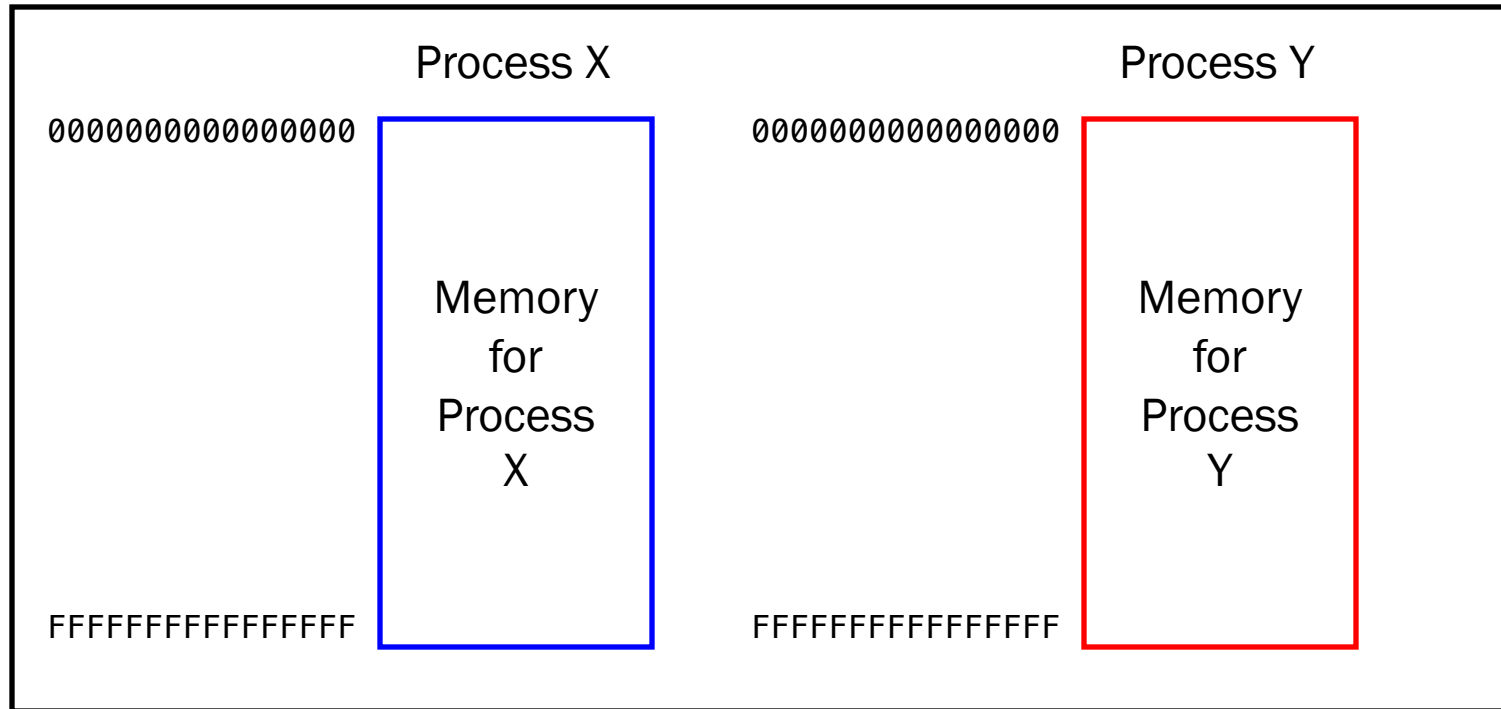 Process X
Process Y
0000000000000000
0000000000000000
Memory
for
Process
X
Memory
for
Process
Y
FFFFFFFFFFFFFFFF
FFFFFFFFFFFFFFFF